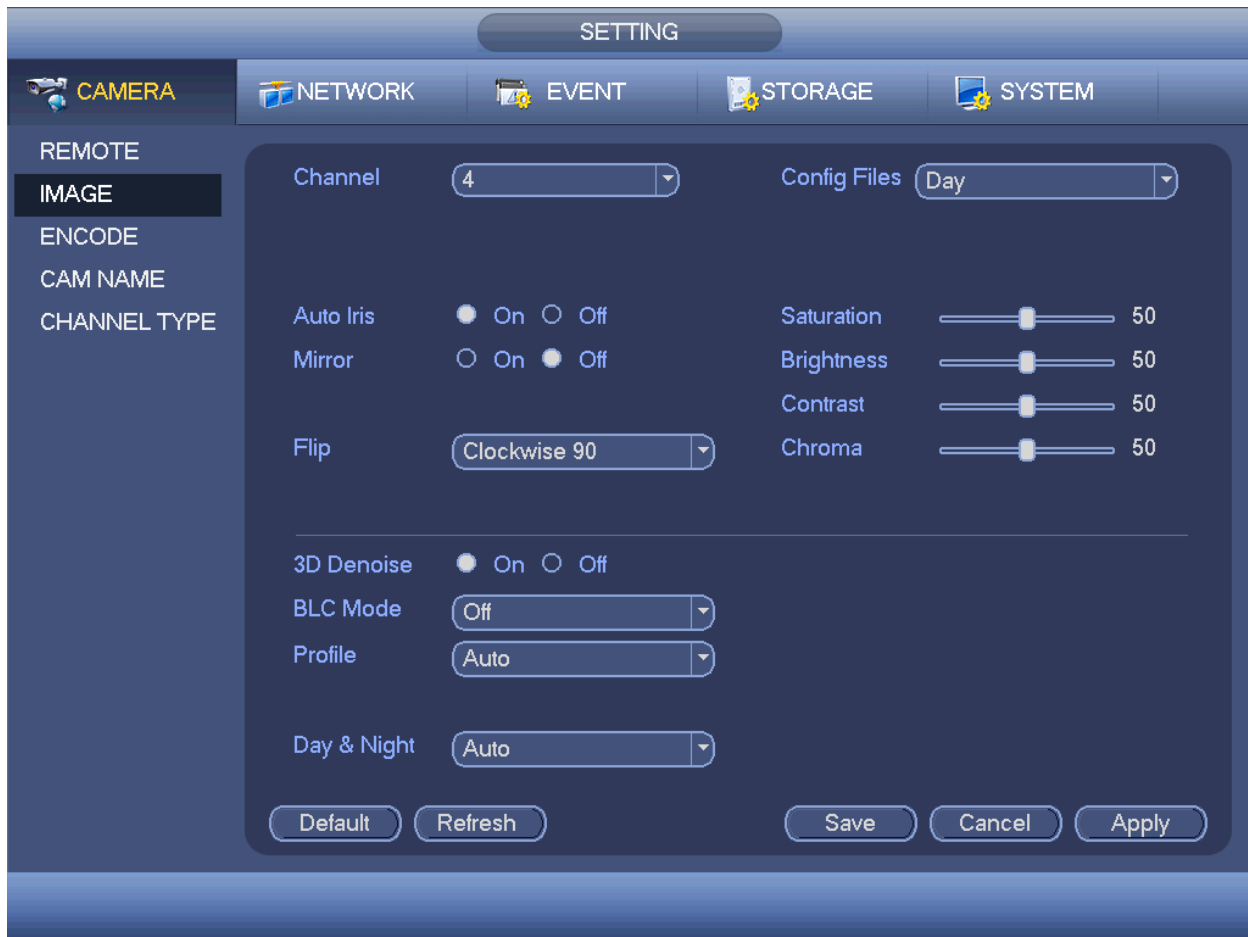 SETTING
CAMERA NETWORK EVENT STORAGE SYSTEM
REMOTE
IMAGE
ENCODE
CAM NAME
CHANNEL TYPE
Channel 4 Config Files Day
Auto Iris On Off Saturation 50
Mirror On Off Brightness 50
Contrast 50
Flip Clockwise 90 Chroma 50
3D Denoise On Off
BLC Mode Off
Profile Auto
Day & Night Auto
Default Refresh Save Cancel Apply